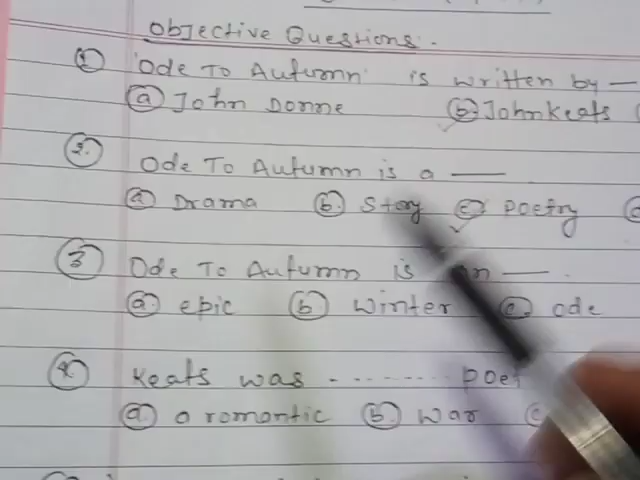 Objective Questions.
① 'Ode To Autumn' is written by —
ⓐ John Donne ⓑ John Keats
②. Ode To Autumn is a —
ⓐ Drama ⓑ Story ⓒ Poetry
③ Ode To Autumn is an — .
ⓐ epic ⓑ Winter ⓒ ode
④ Keats was ........ poet
ⓐ a romantic ⓑ War ⓒ